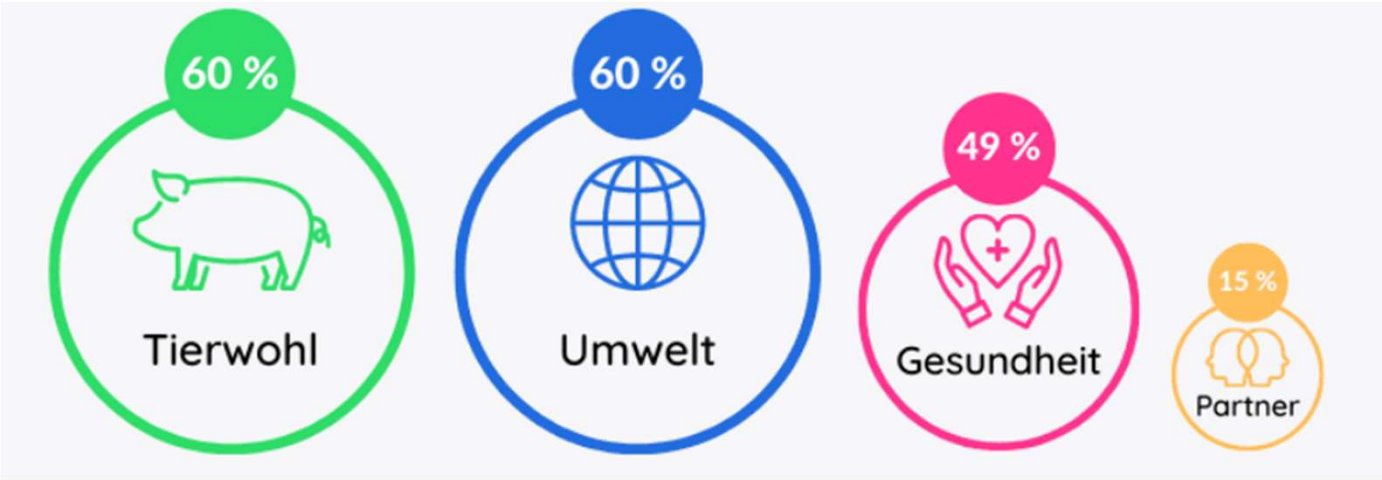 60 %
Tierwohl
60 %
Umwelt
49 %
Gesundheit
15 %
Partner